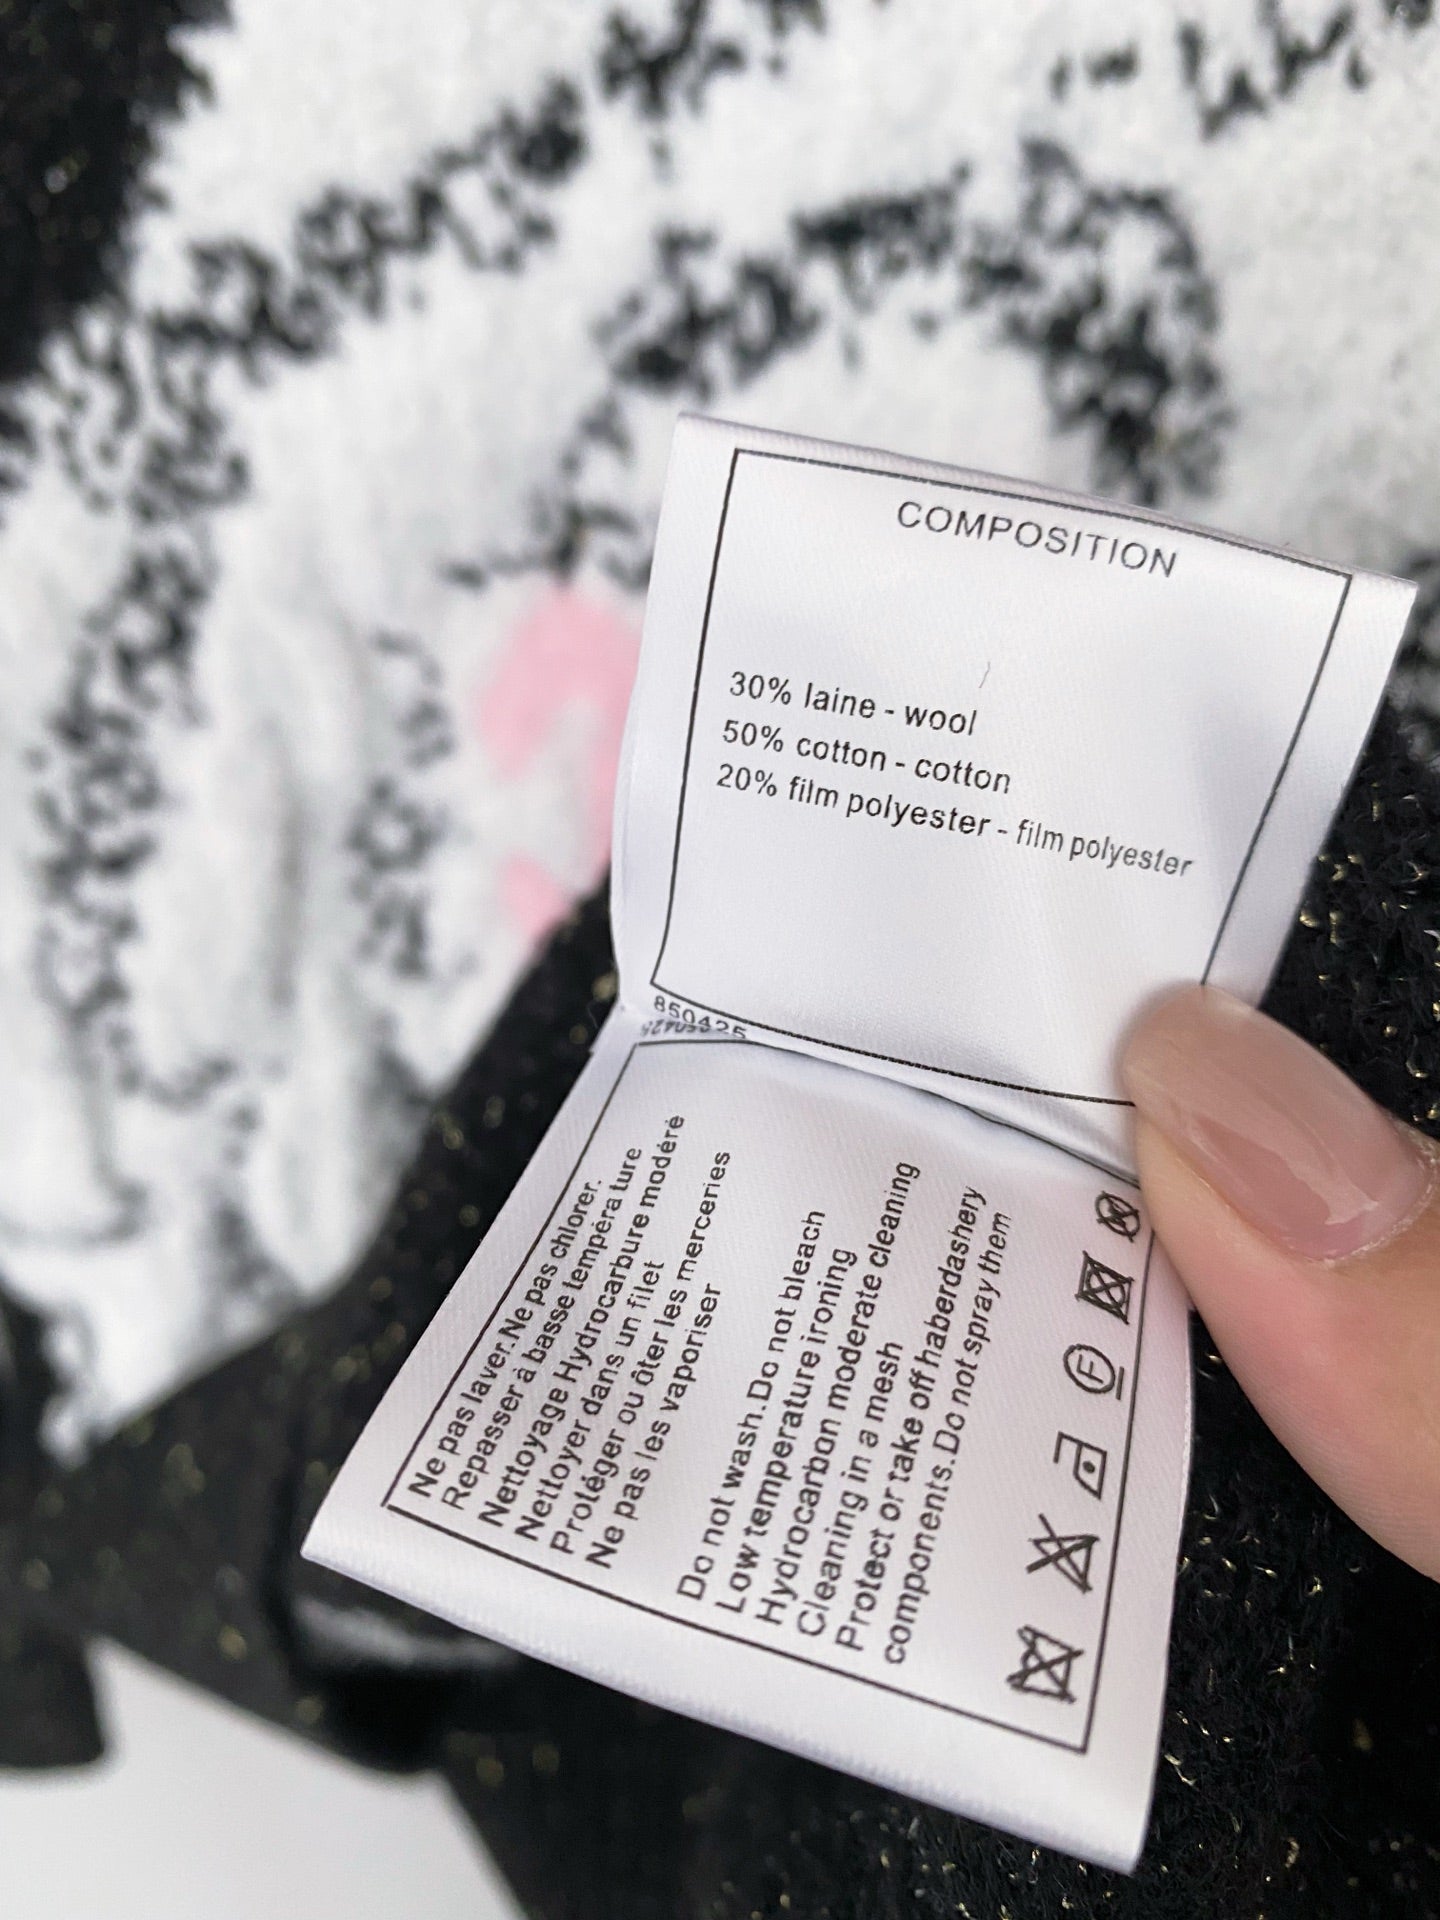 COMPOSITION
30% laine - wool
50% cotton - cotton
20% film polyester - film polyester
850425
Ne pas laver.Ne pas chlorer.
Repasser à basse tempéra ture
Nettoyage Hydrocarbure modéré
Nettoyer dans un filet
Protéger ou ôter les merceries
Ne pas les vaporiser
Do not wash.Do not bleach
Low temperature ironing
Hydrocarbon moderate cleaning
Cleaning in a mesh
Protect or take off haberdashery
components.Do not spray them
F